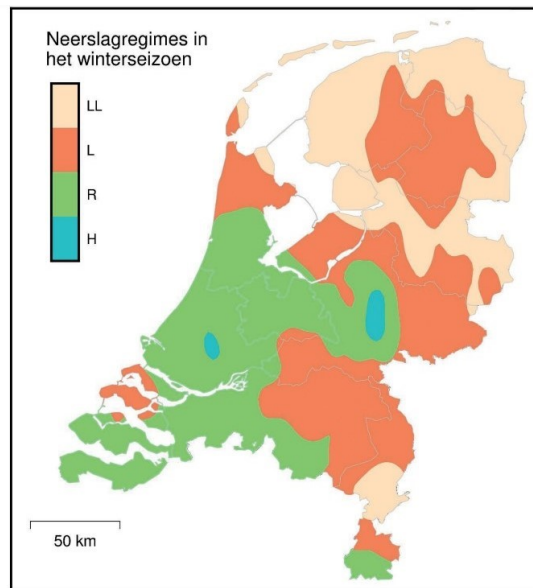 Neerslagregimes in
het winterseizoen
LL
L
R
H
50 km